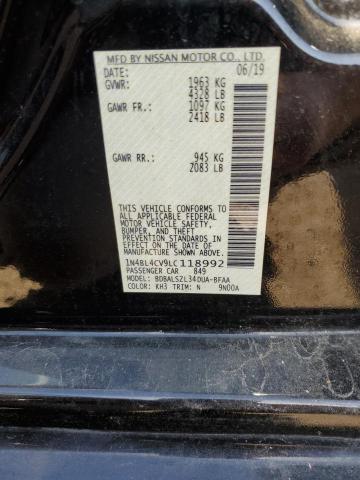 MFD BY NISSAN MOTOR CO., LTD.
DATE: 06/19
GVWR: 1963 KG
4328 LB
GAWR FR.: 1097 KG
2418 LB
GAWR RR.: 945 KG
2083 LB
THIS VEHICLE CONFORMS TO
ALL APPLICABLE FEDERAL
MOTOR VEHICLE SAFETY,
BUMPER, AND THEFT
PREVENTION STANDARDS
IN EFFECT ON THE DATE OF
MANUFACTURE SHOWN ABOVE.
1N4BL4CV9LC118992
PASSENGER CAR 849
MODEL: BDBALSZL34DUA-BFAA
COLOR: KH3 TRIM: N 9N00A